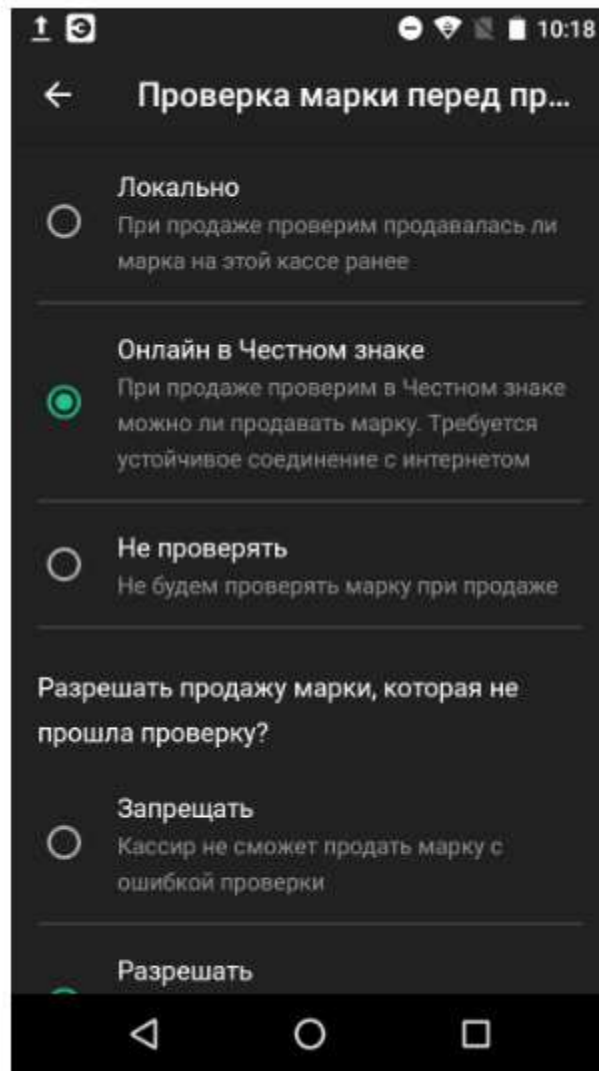 10:18
Проверка марки перед пр...
Локально
При продаже проверим продавалась ли
марка на этой кассе ранее
Онлайн в Честном знаке
При продаже проверим в Честном знаке
можно ли продавать марку. Требуется
устойчивое соединение с интернетом
Не проверять
Не будем проверять марку при продаже
Разрешать продажу марки, которая не
прошла проверку?
Запрещать
Кассир не сможет продать марку с
ошибкой проверки
Разрешать